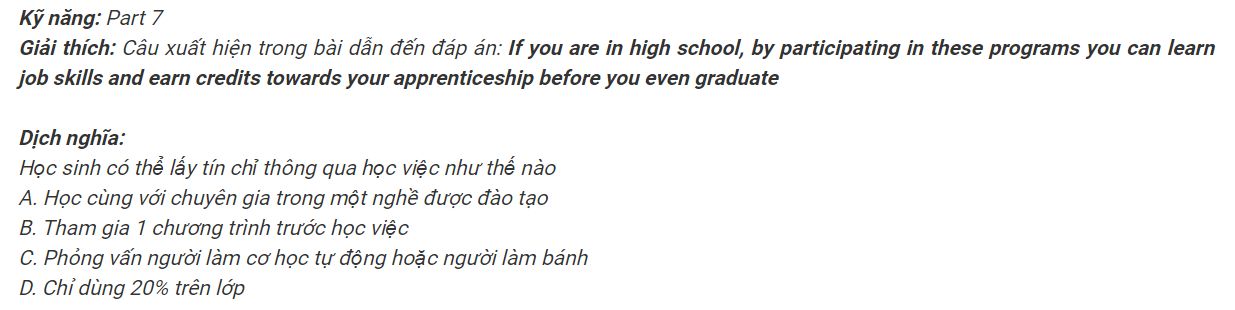 Kỹ năng: Part 7
Giải thích: Câu xuất hiện trong bài dẫn đến đáp án: If you are in high school, by participating in these programs you can learn
job skills and earn credits towards your apprenticeship before you even graduate
Dịch nghĩa:
Học sinh có thể lấy tín chỉ thông qua học việc như thế nào
A. Học cùng với chuyên gia trong một nghề được đào tạo
B. Tham gia 1 chương trình trước học việc
C. Phỏng vấn người làm cơ học tự động hoặc người làm bánh
D. Chỉ dùng 20% trên lớp